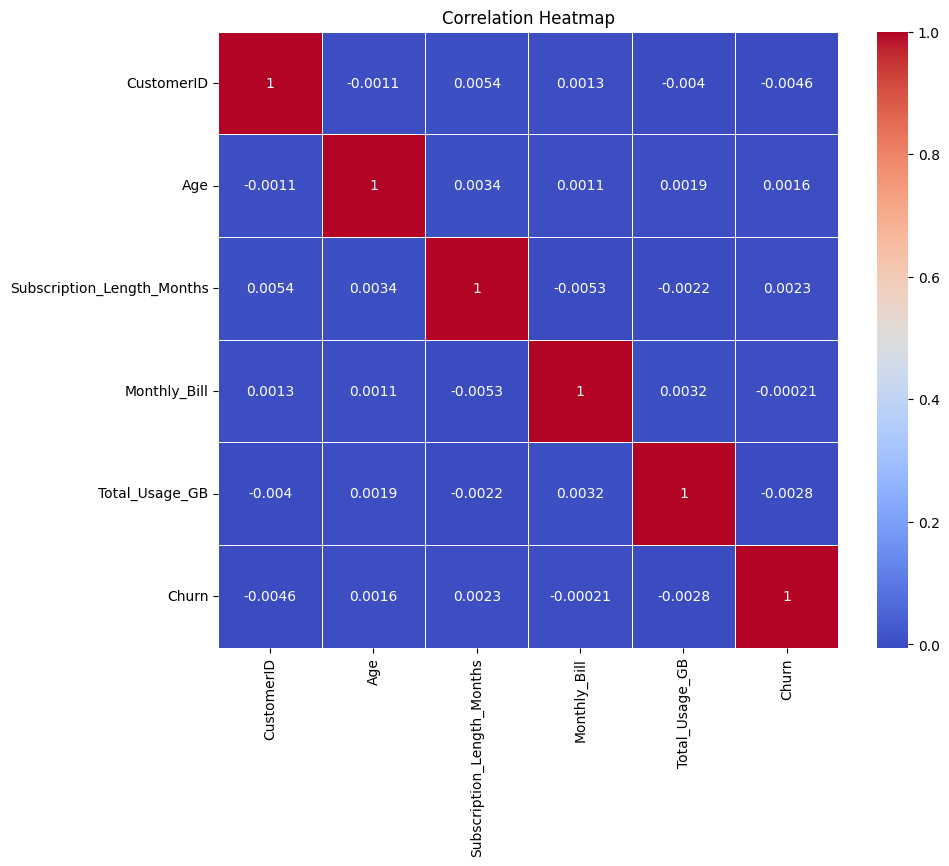 Correlation Heatmap
CustomerID 1 -0.0011 0.0054 0.0013 -0.004 -0.0046
Age -0.0011 1 0.0034 0.0011 0.0019 0.0016
Subscription_Length_Months 0.0054 0.0034 1 -0.0053 -0.0022 0.0023
Monthly_Bill 0.0013 0.0011 -0.0053 1 0.0032 -0.00021
Total_Usage_GB -0.004 0.0019 -0.0022 0.0032 1 -0.0028
Churn -0.0046 0.0016 0.0023 -0.00021 -0.0028 1
CustomerID
Age
Subscription_Length_Months
Monthly_Bill
Total_Usage_GB
Churn
1.0
0.8
0.6
0.4
0.2
0.0